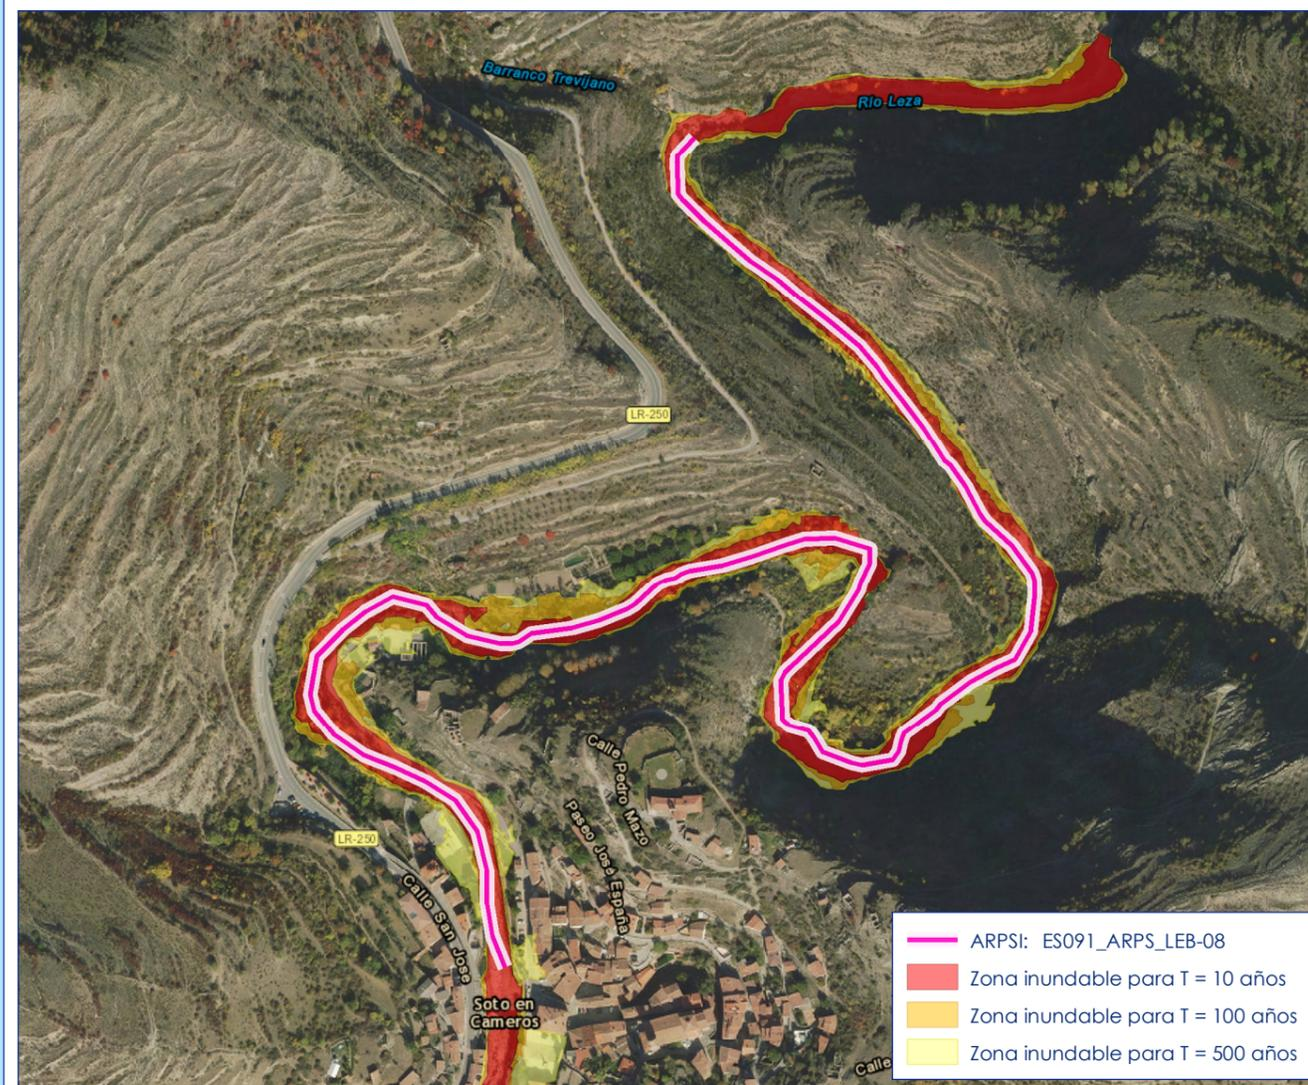 Barranco Trevijano
Río Leza
LR-250
Calle Pedro Mazo
Paseo José España
LR-250
Calle San José
Soto en
Cameros
Calle
ARPSI: ES091_ARPS_LEB-08
Zona inundable para T = 10 años
Zona inundable para T = 100 años
Zona inundable para T = 500 años